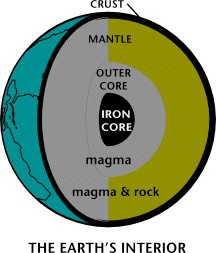 CRUST
MANTLE
OUTER
CORE
IRON
CORE
magma
magma & rock
THE EARTH'S INTERIOR